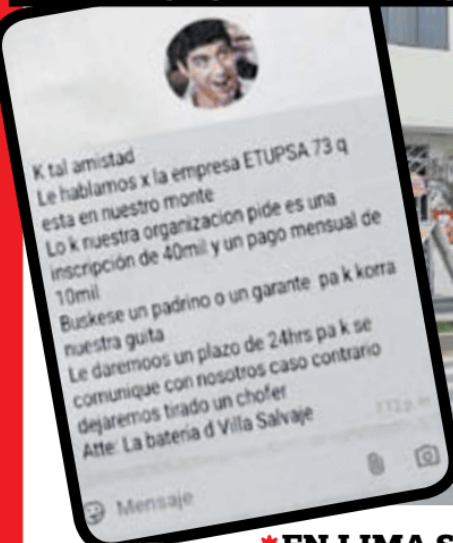 K tal amistad
Le hablamos x la empresa ETUPSA 73 q
esta en nuestro monte
Lo k nuestra organizacion pide es una
inscripción de 40mil y un pago mensual de
10mil
Buskese un padrino o un garante pa k korra
nuestra guita
Le daremoos un plazo de 24hrs pa k se
comunique con nosotros caso contrario
dejaremos tirado un chofer
Atte: La bateria d Villa Salvaje
Mensaje
EN LIMA S